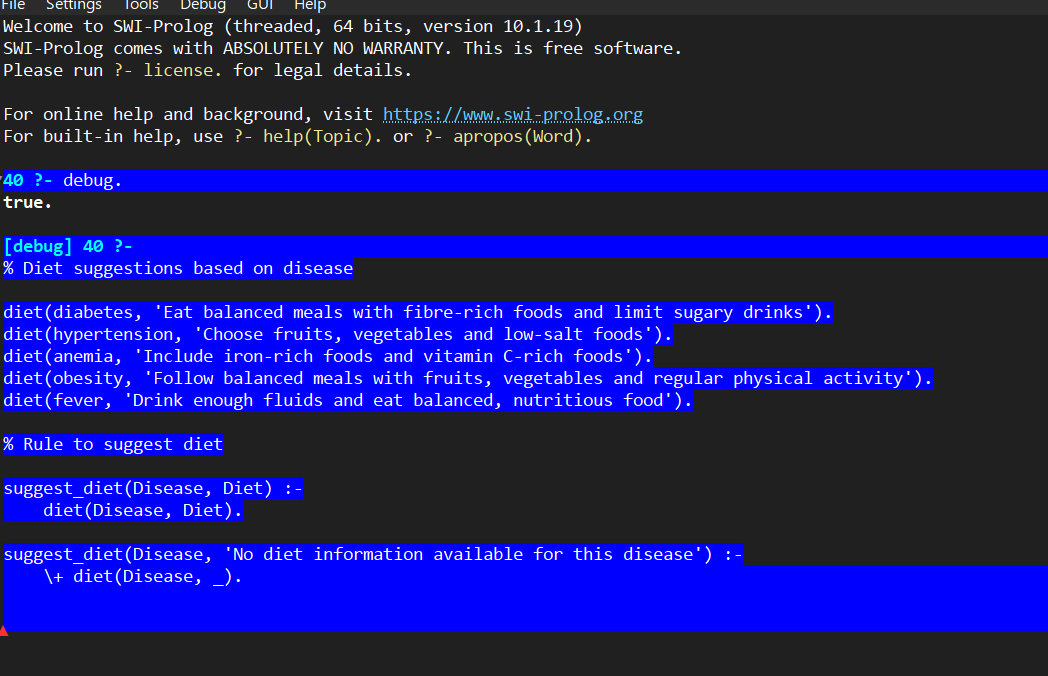 File Settings Tools Debug GUI Help
Welcome to SWI-Prolog (threaded, 64 bits, version 10.1.19)
SWI-Prolog comes with ABSOLUTELY NO WARRANTY. This is free software.
Please run ?- license. for legal details.
For online help and background, visit https://www.swi-prolog.org
For built-in help, use ?- help(Topic). or ?- apropos(Word).
40 ?- debug.
true.
[debug] 40 ?-
% Diet suggestions based on disease
diet(diabetes, 'Eat balanced meals with fibre-rich foods and limit sugary drinks').
diet(hypertension, 'Choose fruits, vegetables and low-salt foods').
diet(anemia, 'Include iron-rich foods and vitamin C-rich foods').
diet(obesity, 'Follow balanced meals with fruits, vegetables and regular physical activity').
diet(fever, 'Drink enough fluids and eat balanced, nutritious food').
% Rule to suggest diet
suggest_diet(Disease, Diet) :-
    diet(Disease, Diet).
suggest_diet(Disease, 'No diet information available for this disease') :-
    \+ diet(Disease, _).